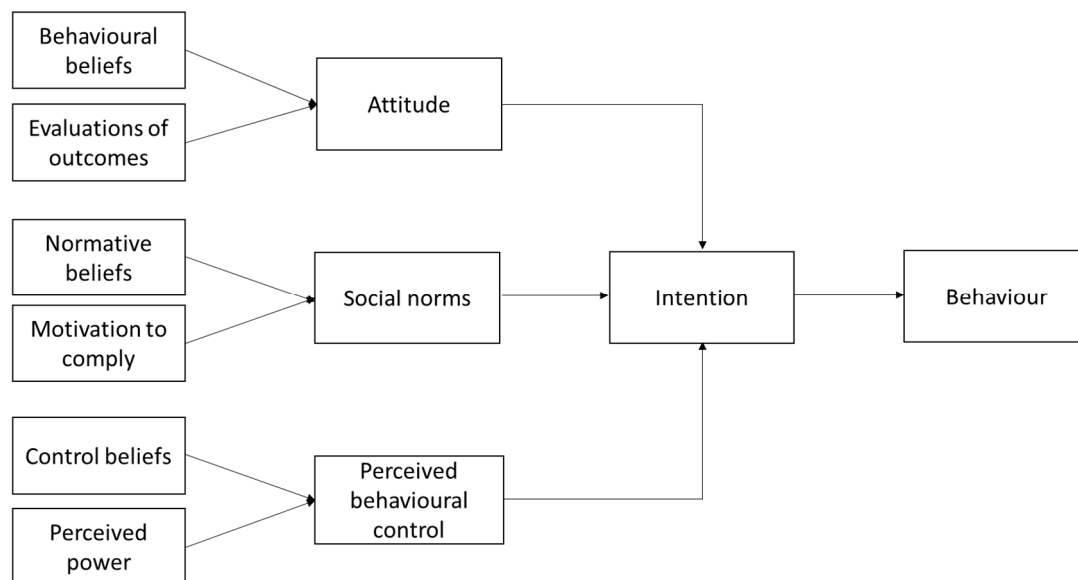 Behavioural
beliefs
Evaluations of
outcomes
Attitude
Normative
beliefs
Motivation to
comply
Social norms
Intention
Behaviour
Control beliefs
Perceived
power
Perceived
behavioural
control